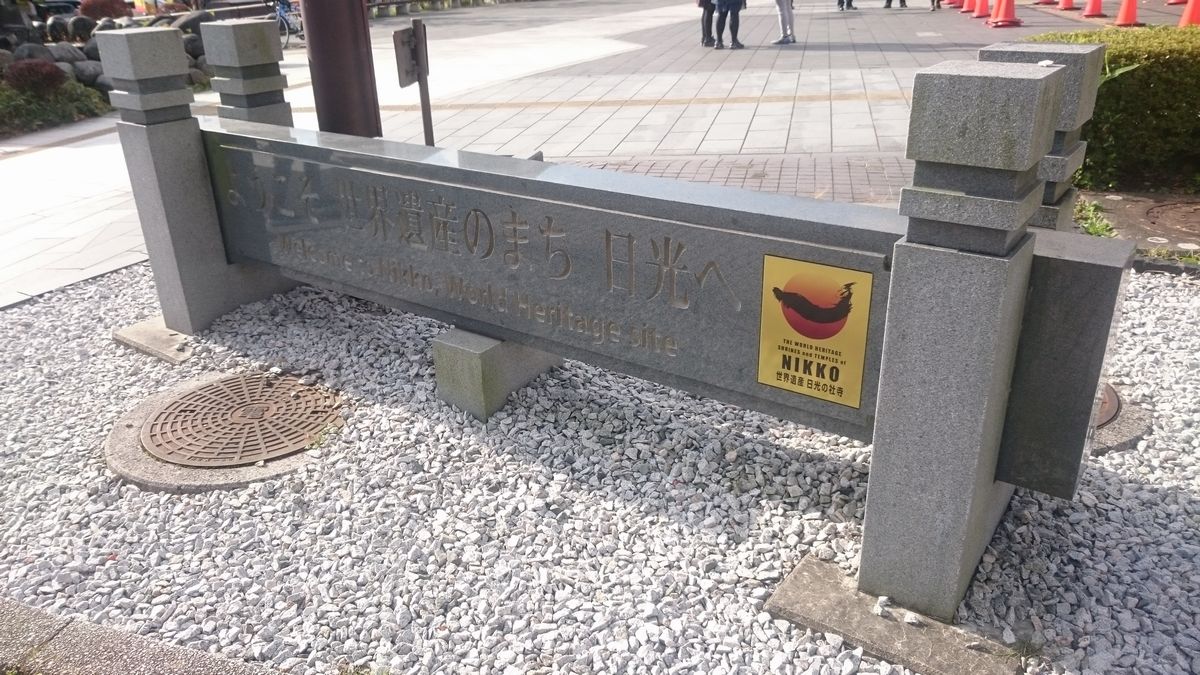 ようこそ 世界遺産のまち 日光へ
Welcome to Nikko, World Heritage site
THE WORLD HERITAGE
SHRINES and TEMPLES of
NIKKO
世界遺産 日光の社寺